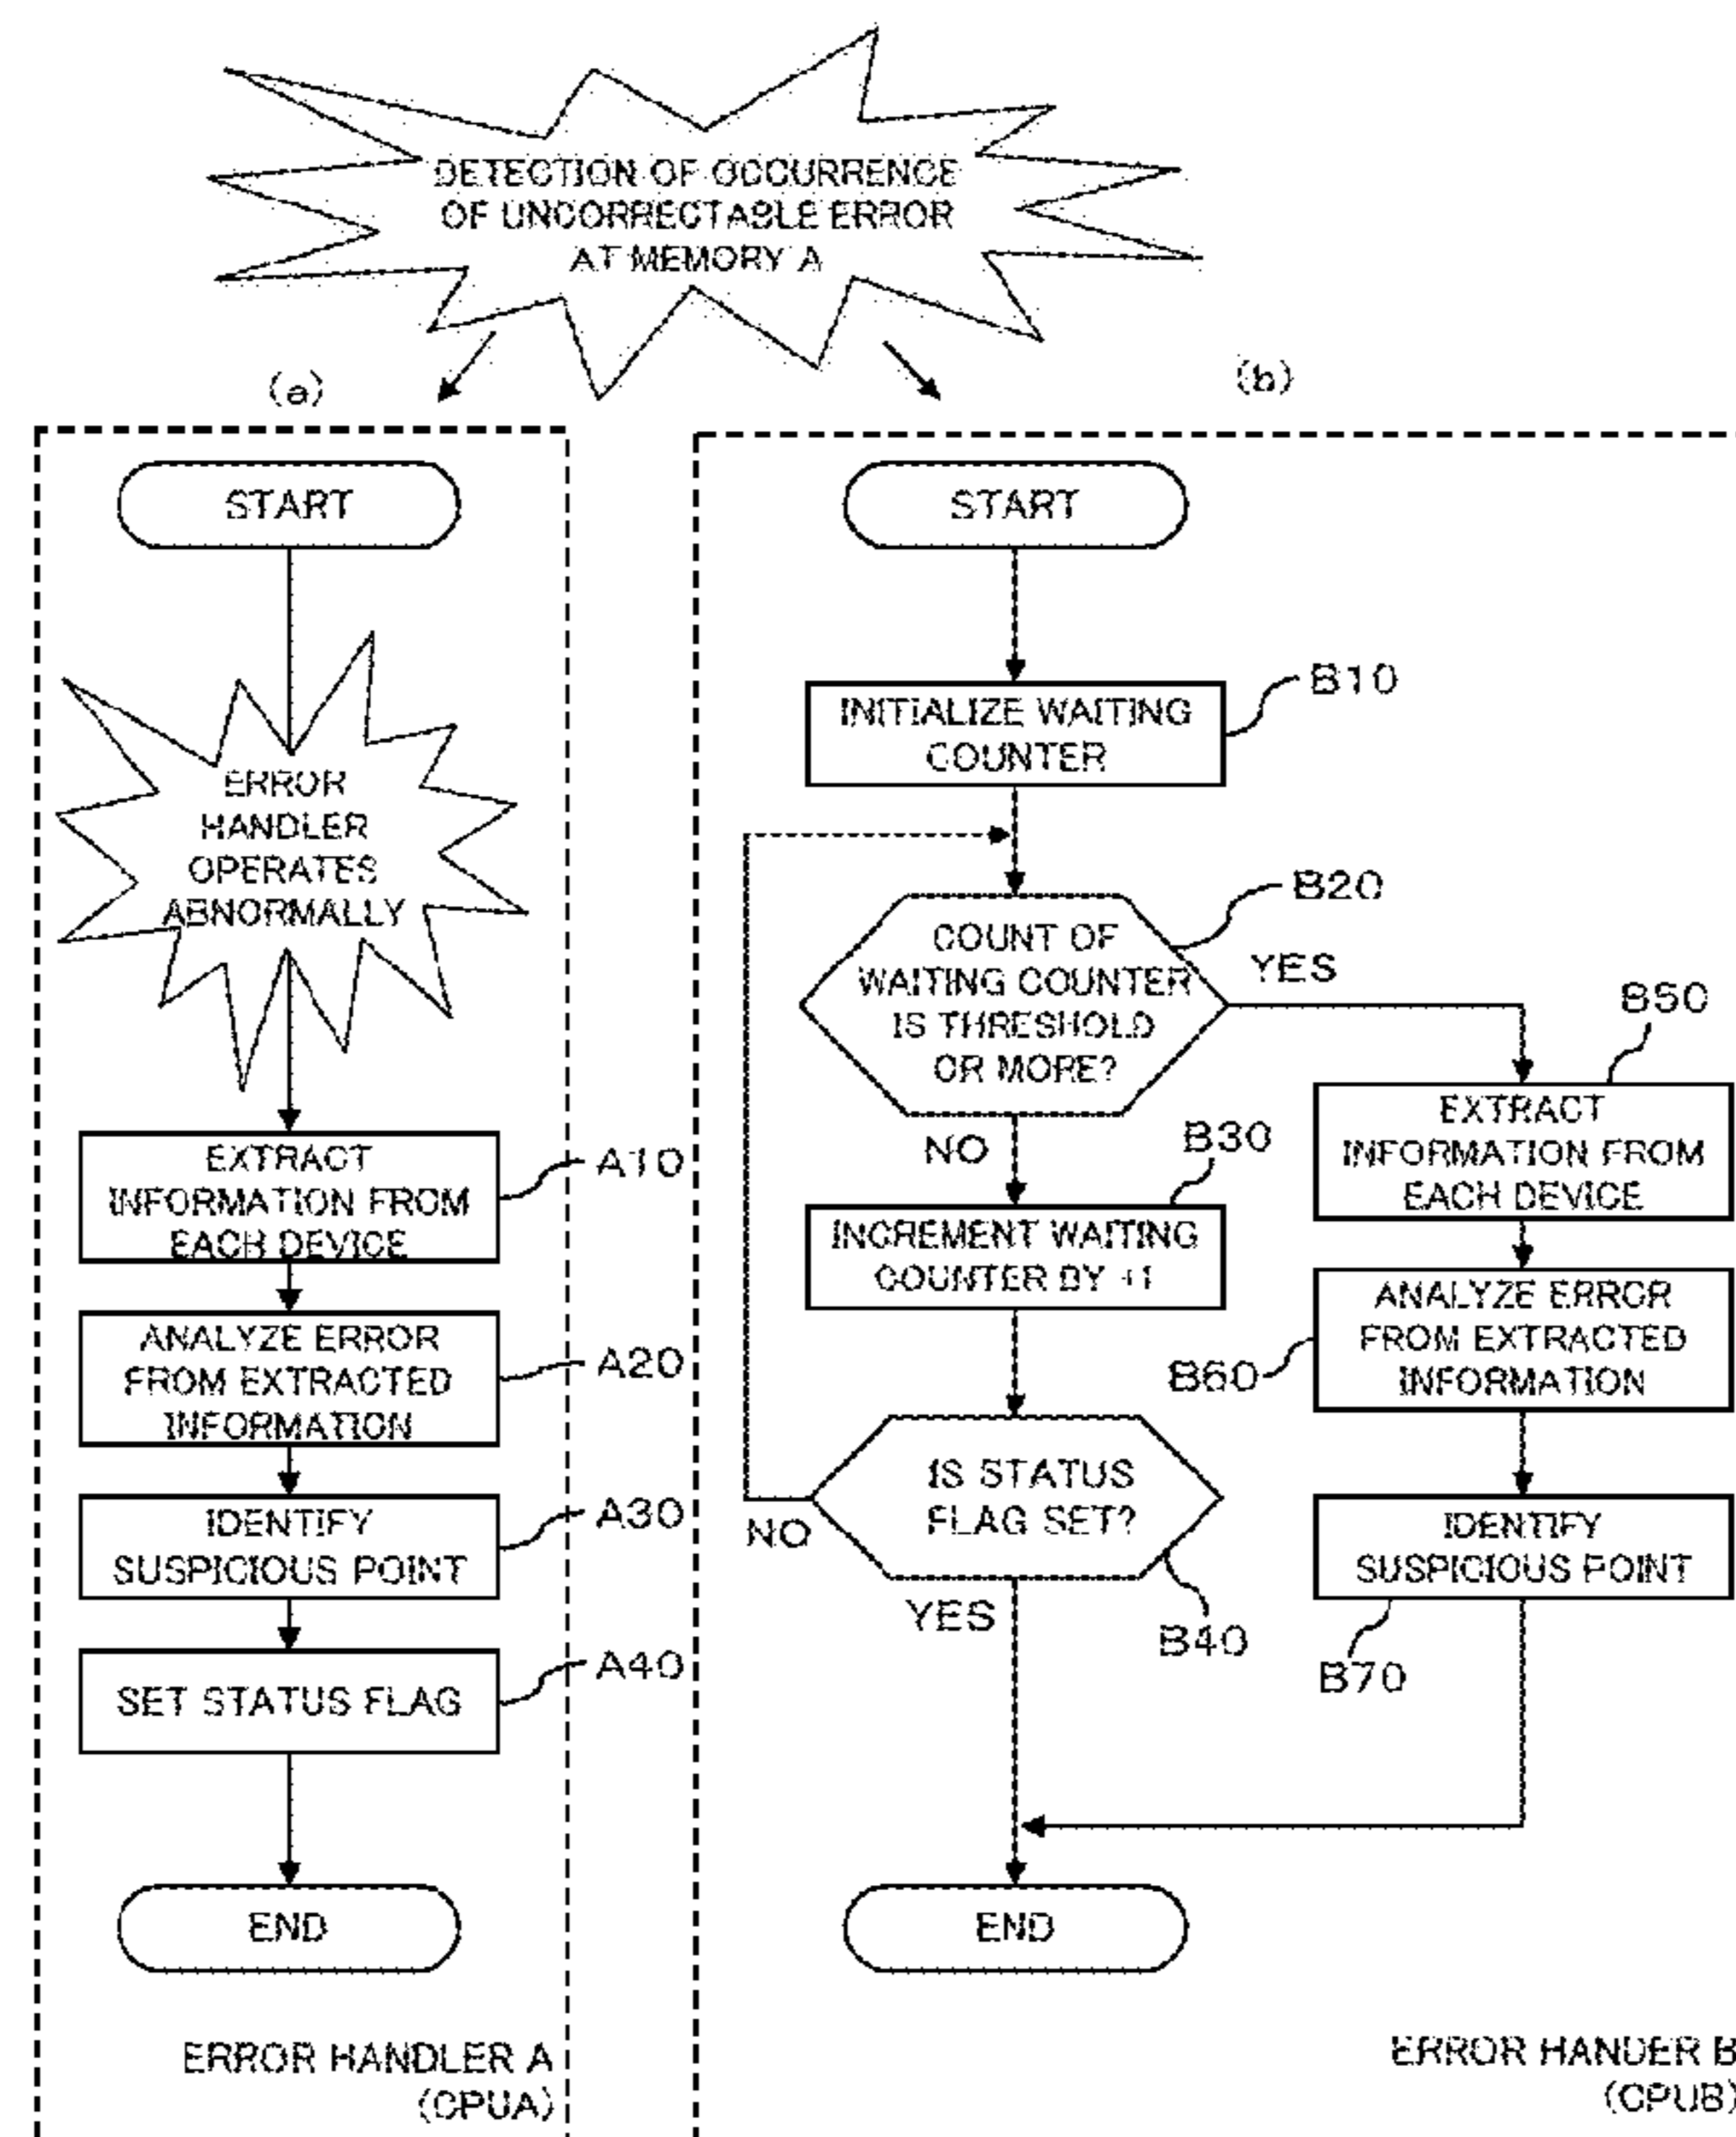 DETECTION OF OCCURRENCE
OF UNCORRECTABLE ERROR
AT MEMORY A
(a)
(b)
START
ERROR
HANDLER
OPERATES
ABNORMALLY
EXTRACT
INFORMATION FROM
EACH DEVICE
A10
ANALYZE ERROR
FROM EXTRACTED
INFORMATION
A20
IDENTIFY
SUSPICIOUS POINT
A30
SET STATUS FLAG
A40
END
ERROR HANDLER A
(CPUA)
START
INITIALIZE WAITING
COUNTER
B10
COUNT OF
WAITING COUNTER
IS THRESHOLD
OR MORE?
B20
YES
NO
INCREMENT WAITING
COUNTER BY +1
B30
IS STATUS
FLAG SET?
B40
NO
YES
EXTRACT
INFORMATION FROM
EACH DEVICE
B50
ANALYZE ERROR
FROM EXTRACTED
INFORMATION
B60
IDENTIFY
SUSPICIOUS POINT
B70
END
ERROR HANDER B
(CPUB)